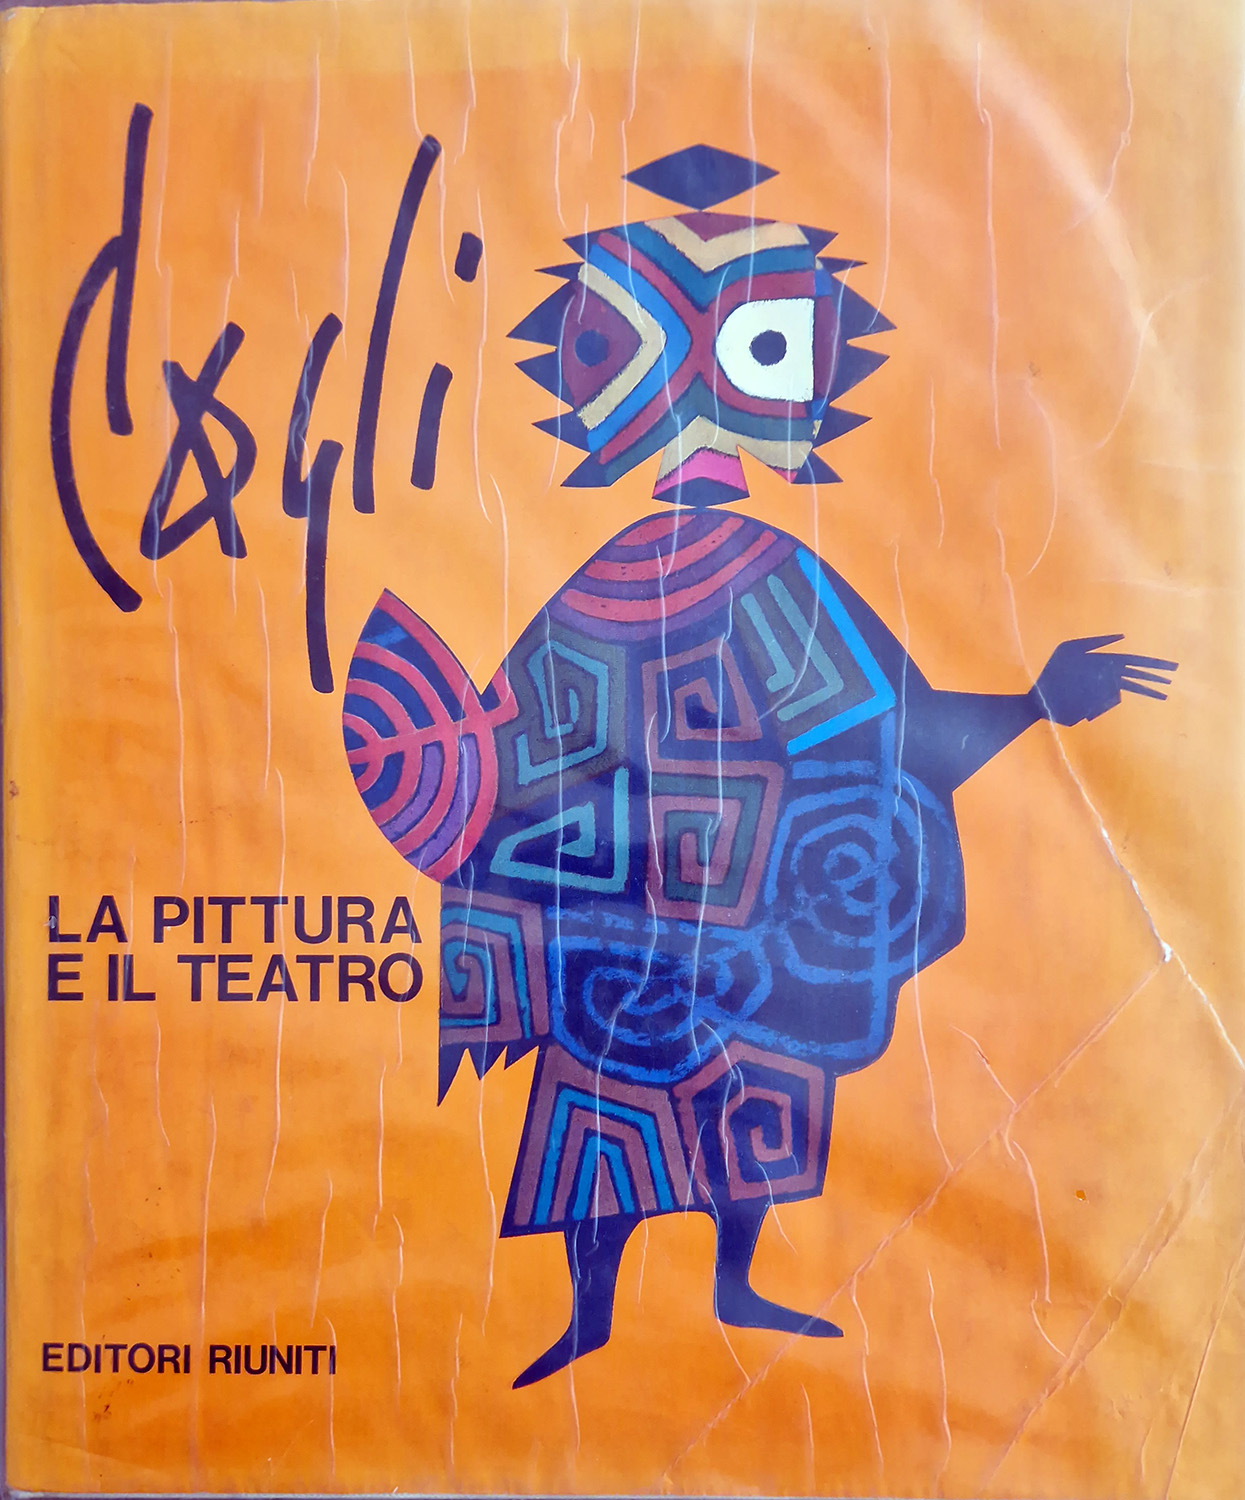 Cagli
LA PITTURA
E IL TEATRO
EDITORI RIUNITI